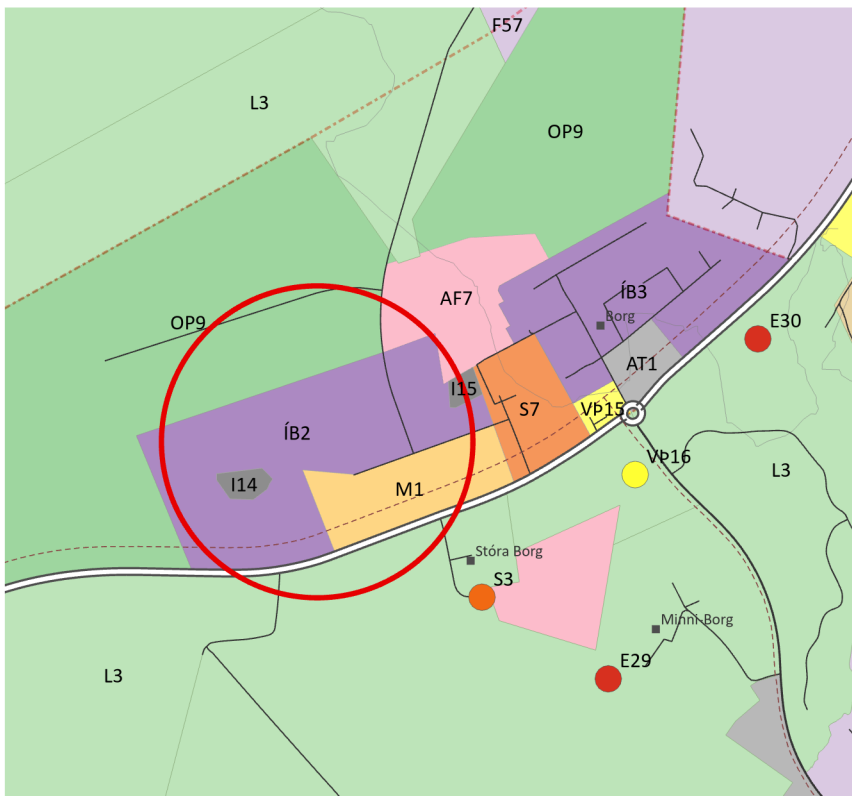 F57
L3
OP9
AF7
ÍB3
Borg
OP9
E30
AT1
I15
S7
VÞ15
ÍB2
VÞ16
L3
I14
M1
Stóra Borg
S3
Minni-Borg
E29
L3